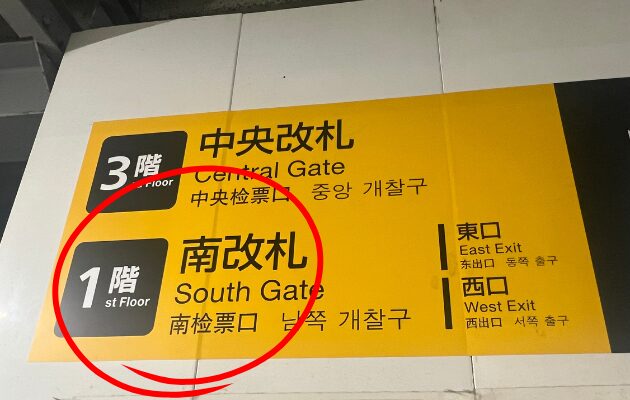 3階 中央改札
Floor Central Gate
中央检票口 중앙 개찰구
1階 南改札
st Floor South Gate
南检票口 남쪽 개찰구
東口
East Exit
东出口 동쪽 출구
西口
West Exit
西出口 서쪽 출구